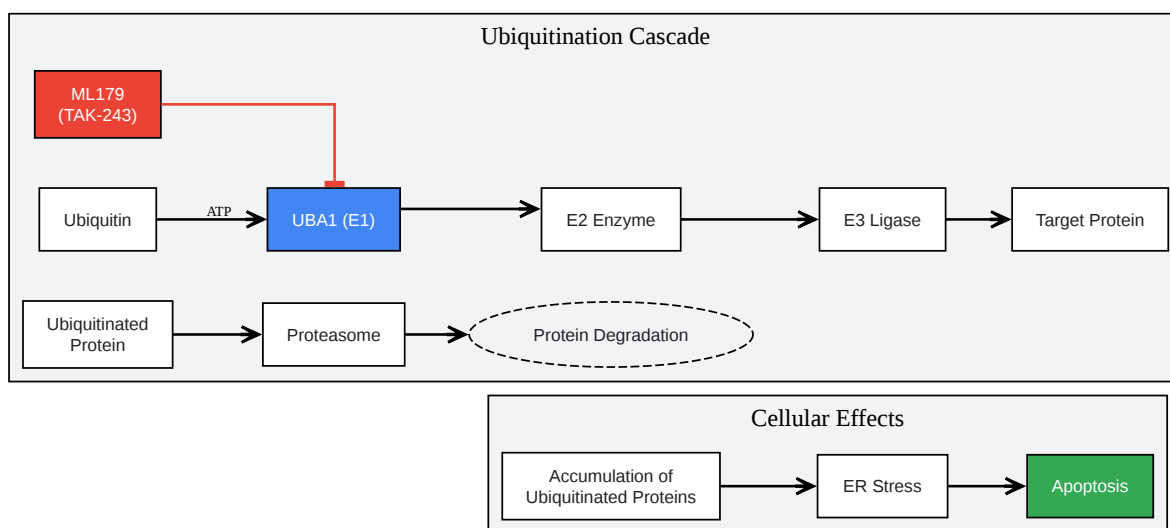 Ubiquitination Cascade
ML179
(TAK-243)
Ubiquitin
ATP
UBA1 (E1)
E2 Enzyme
E3 Ligase
Target Protein
Ubiquitinated
Protein
Proteasome
Protein Degradation
Cellular Effects
Accumulation of
Ubiquitinated Proteins
ER Stress
Apoptosis